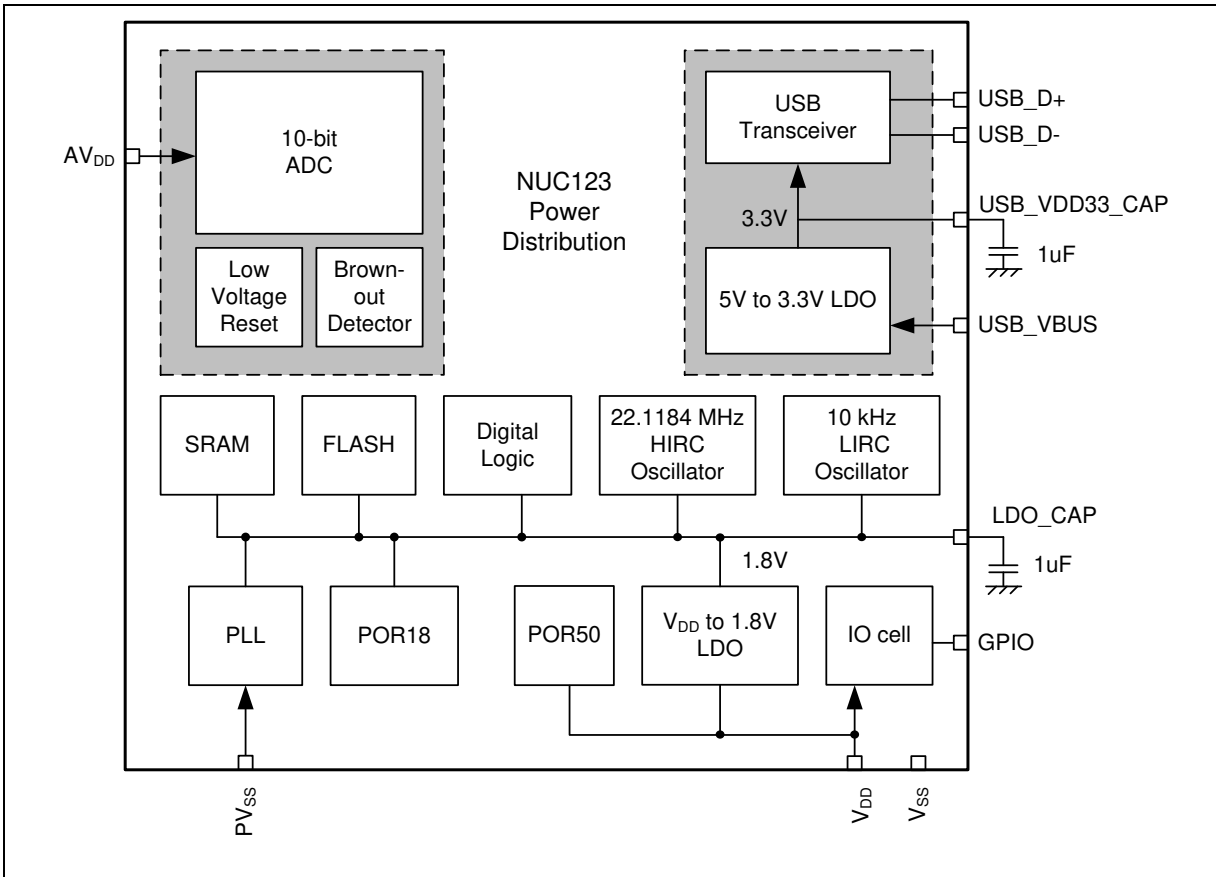 USB
Transceiver
USB_D+
USB_D-
10-bit
ADC
AVDD
NUC123
Power
Distribution
3.3V
USB_VDD33_CAP
1uF
Low
Voltage
Reset
Brown-
out
Detector
5V to 3.3V LDO
USB_VBUS
SRAM
FLASH
Digital
Logic
22.1184 MHz
HIRC
Oscillator
10 kHz
LIRC
Oscillator
LDO_CAP
1.8V
1uF
PLL
POR18
POR50
VDD to 1.8V
LDO
IO cell
GPIO
PVSS
VDD
VSS